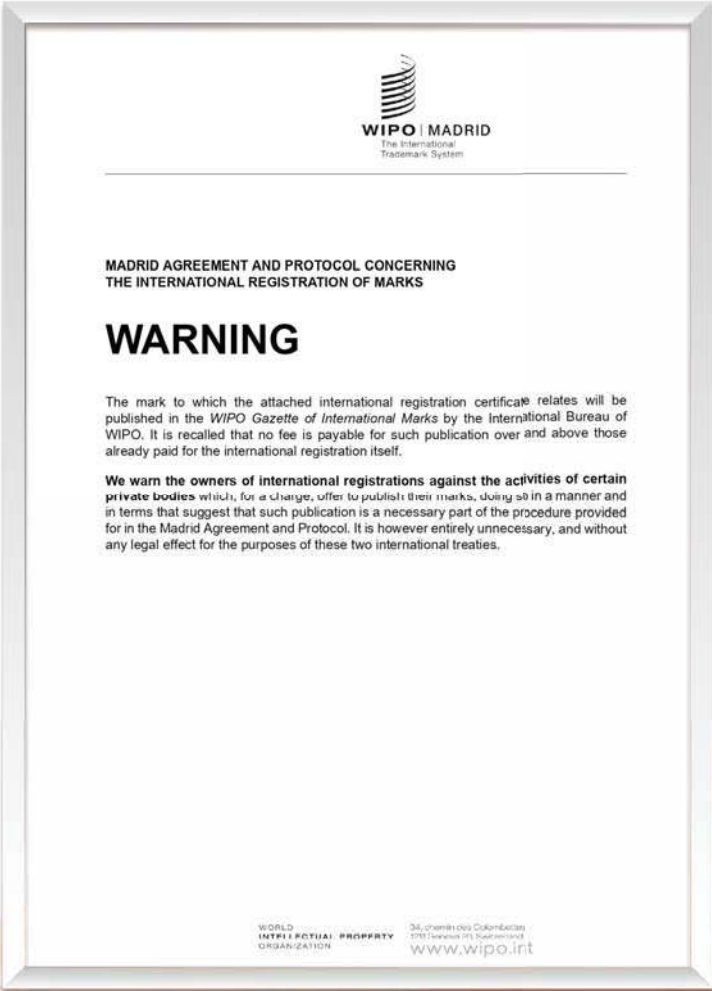 WIPO | MADRID
The International
Trademark System
MADRID AGREEMENT AND PROTOCOL CONCERNING
THE INTERNATIONAL REGISTRATION OF MARKS
WARNING
The mark to which the attached international registration certificate relates will be
published in the WIPO Gazette of International Marks by the International Bureau of
WIPO. It is recalled that no fee is payable for such publication over and above those
already paid for the international registration itself.
We warn the owners of international registrations against the activities of certain
private bodies which, for a charge, offer to publish their marks, doing so in a manner and
in terms that suggest that such publication is a necessary part of the procedure provided
for in the Madrid Agreement and Protocol. It is however entirely unnecessary, and without
any legal effect for the purposes of these two international treaties.
WORLD
INTELLECTUAL PROPERTY
ORGANIZATION
34, chemin des Colombettes
1211 Geneva 20, Switzerland
www.wipo.int